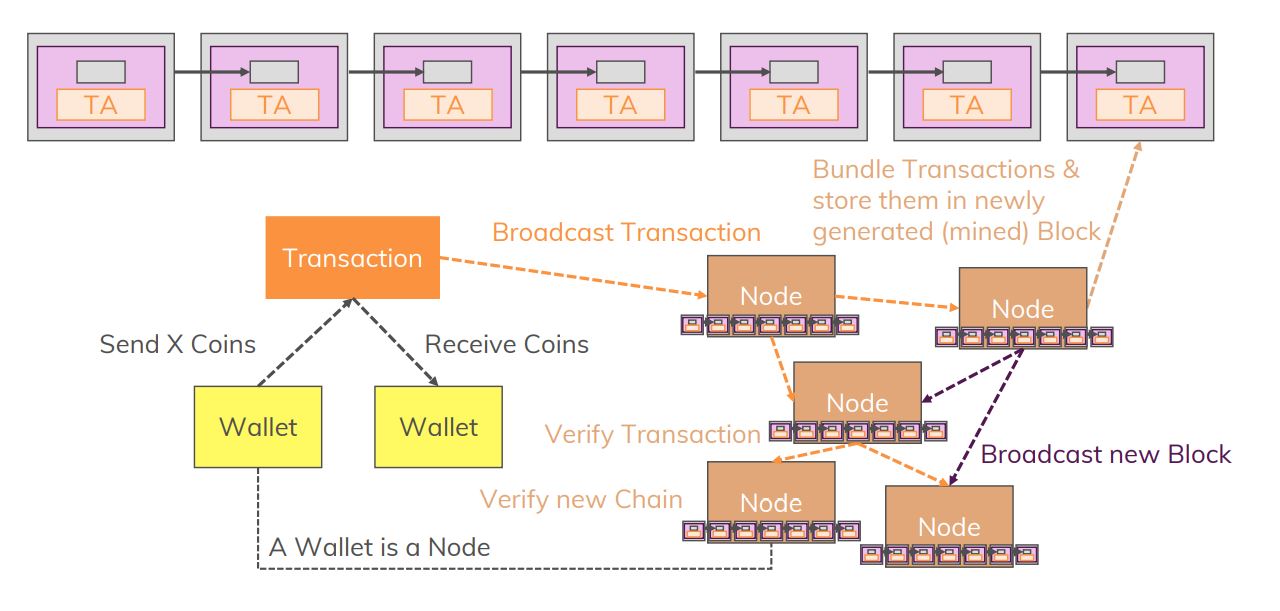 TA
TA
TA
TA
TA
TA
TA
Bundle Transactions &
store them in newly
generated (mined) Block
Transaction
Broadcast Transaction
Node
Node
Send X Coins
Receive Coins
Wallet
Wallet
Node
Verify Transaction
Broadcast new Block
Verify new Chain
Node
Node
A Wallet is a Node